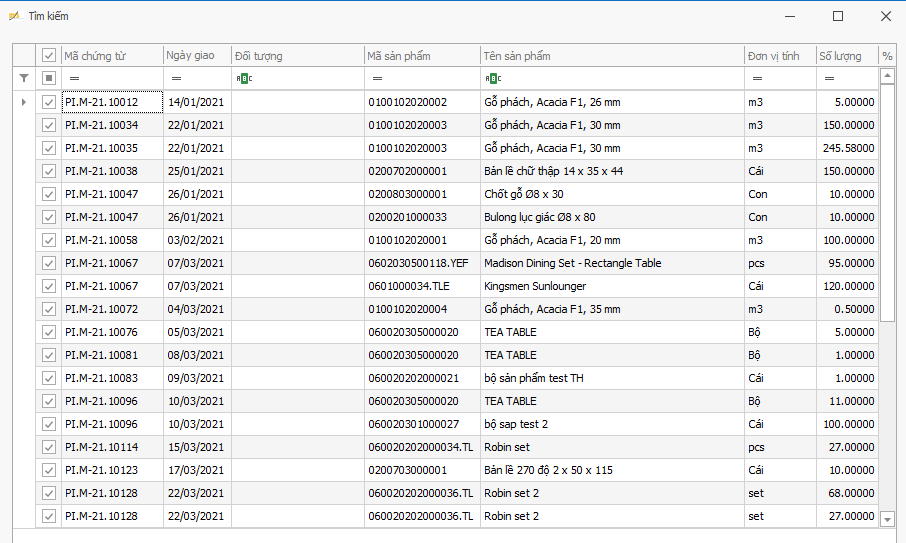 Tìm kiếm
Mã chứng từ Ngày giao Đối tượng Mã sản phẩm Tên sản phẩm Đơn vị tính Số lượng %
= = ABC = ABC = =
PI.M-21.10012 14/01/2021 0100102020002 Gỗ phách, Acacia F1, 26 mm m3 5.00000
PI.M-21.10034 22/01/2021 0100102020003 Gỗ phách, Acacia F1, 30 mm m3 150.00000
PI.M-21.10035 22/01/2021 0100102020003 Gỗ phách, Acacia F1, 30 mm m3 245.58000
PI.M-21.10038 25/01/2021 0200702000001 Bản lề chữ thập 14 x 35 x 44 Cái 150.00000
PI.M-21.10047 26/01/2021 0200803000001 Chốt gỗ Ø8 x 30 Con 10.00000
PI.M-21.10047 26/01/2021 0200201000033 Bulong lục giác Ø8 x 80 Con 10.00000
PI.M-21.10058 03/02/2021 0100102020001 Gỗ phách, Acacia F1, 20 mm m3 100.00000
PI.M-21.10067 07/03/2021 0602030500118.YEF Madison Dining Set - Rectangle Table pcs 95.00000
PI.M-21.10067 07/03/2021 0601000034.TLE Kingsmen Sunlounger Cái 120.00000
PI.M-21.10072 04/03/2021 0100102020004 Gỗ phách, Acacia F1, 35 mm m3 0.50000
PI.M-21.10076 05/03/2021 060020305000020 TEA TABLE Bộ 5.00000
PI.M-21.10081 08/03/2021 060020305000020 TEA TABLE Bộ 1.00000
PI.M-21.10083 09/03/2021 060020202000021 bộ sản phẩm test TH Cái 1.00000
PI.M-21.10096 10/03/2021 060020305000020 TEA TABLE Bộ 11.00000
PI.M-21.10096 10/03/2021 060020301000027 bộ sap test 2 Cái 100.00000
PI.M-21.10114 15/03/2021 060020202000034.TL Robin set pcs 27.00000
PI.M-21.10123 17/03/2021 0200703000001 Bản lề 270 độ 2 x 50 x 115 Cái 10.00000
PI.M-21.10128 22/03/2021 060020202000036.TL Robin set 2 set 68.00000
PI.M-21.10128 22/03/2021 060020202000036.TL Robin set 2 set 27.00000